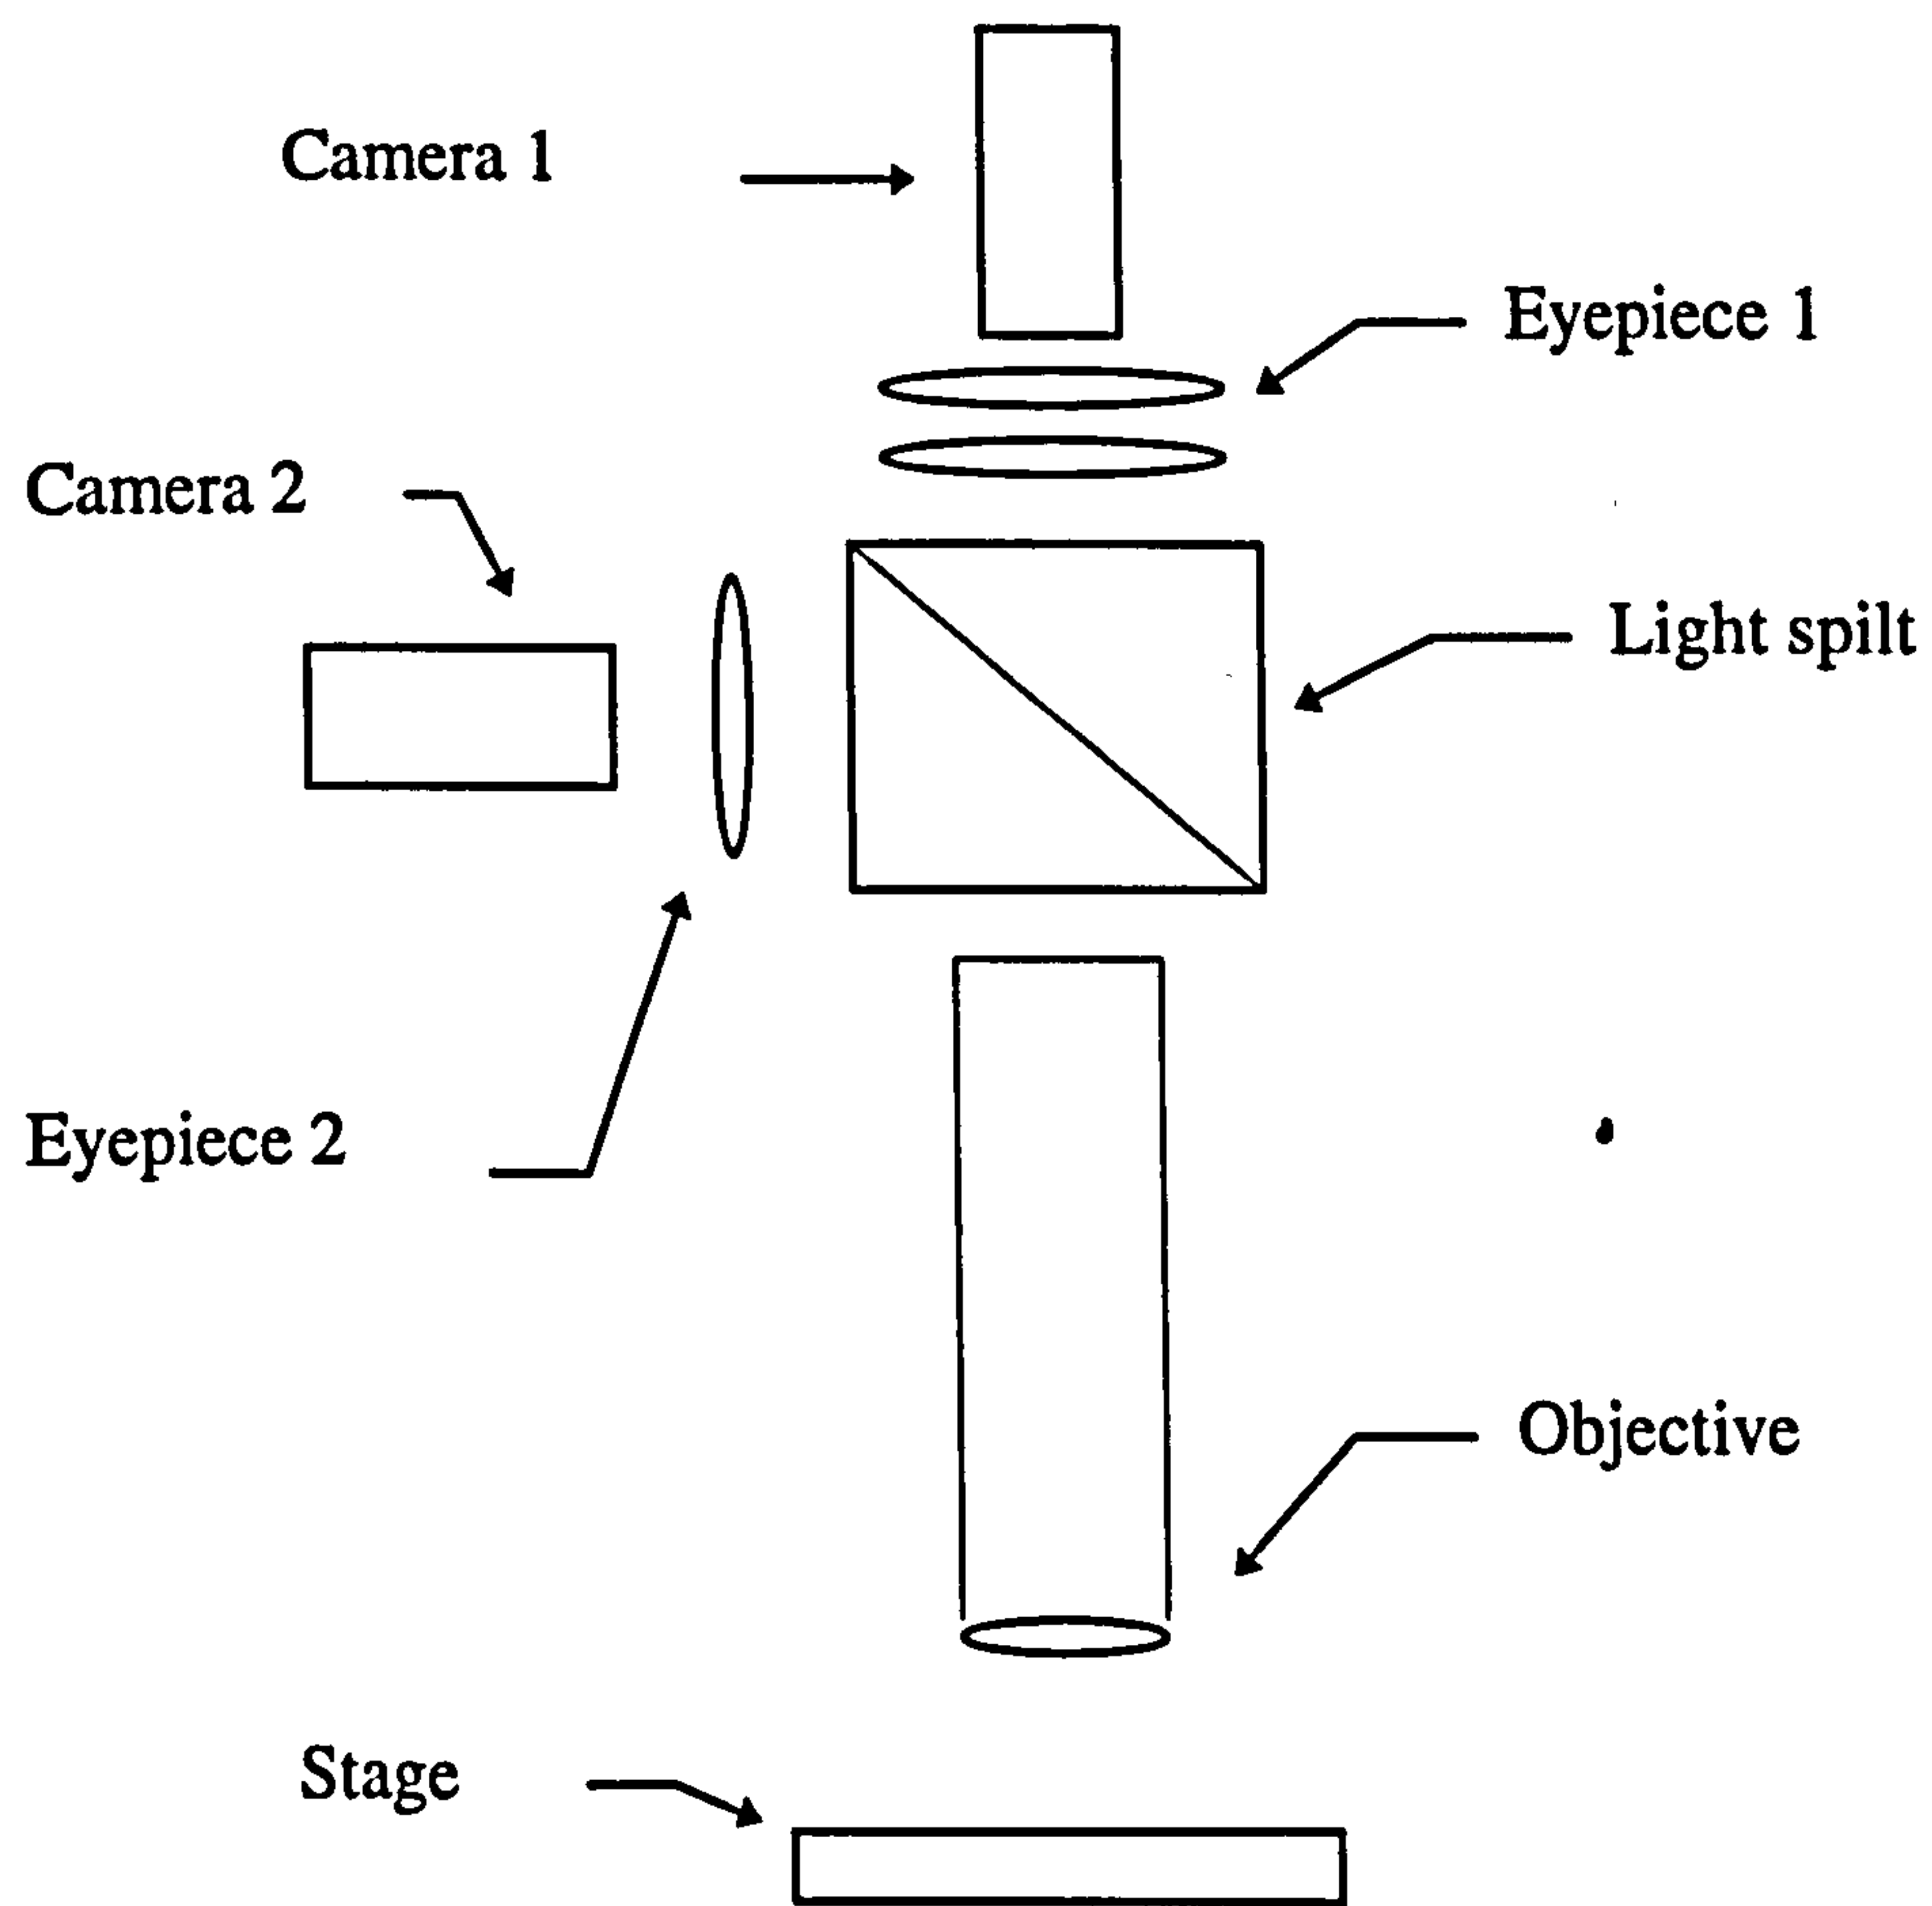 Camera 1
Eyepiece 1
Camera 2
Light spilt
Eyepiece 2
Objective
Stage